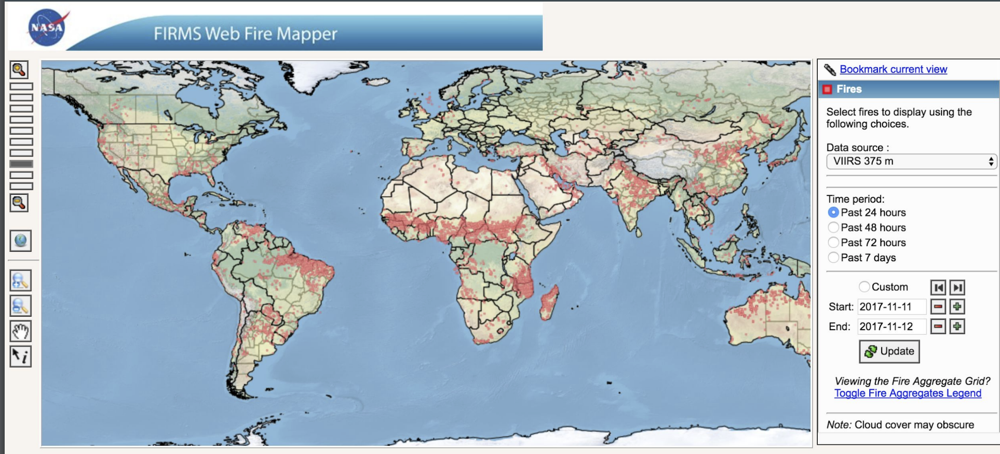 NASA
FIRMS Web Fire Mapper
Bookmark current view
Fires
Select fires to display using the
following choices.
Data source :
VIIRS 375 m
Time period:
Past 24 hours
Past 48 hours
Past 72 hours
Past 7 days
Custom
Start: 2017-11-11
End: 2017-11-12
Update
Viewing the Fire Aggregate Grid?
Toggle Fire Aggregates Legend
Note: Cloud cover may obscure